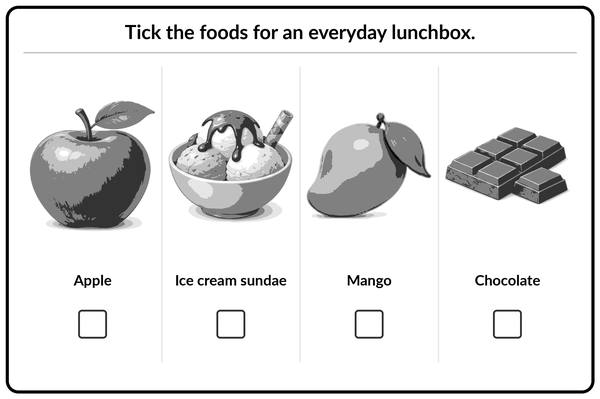 Tick the foods for an everyday lunchbox.
Apple
Ice cream sundae
Mango
Chocolate